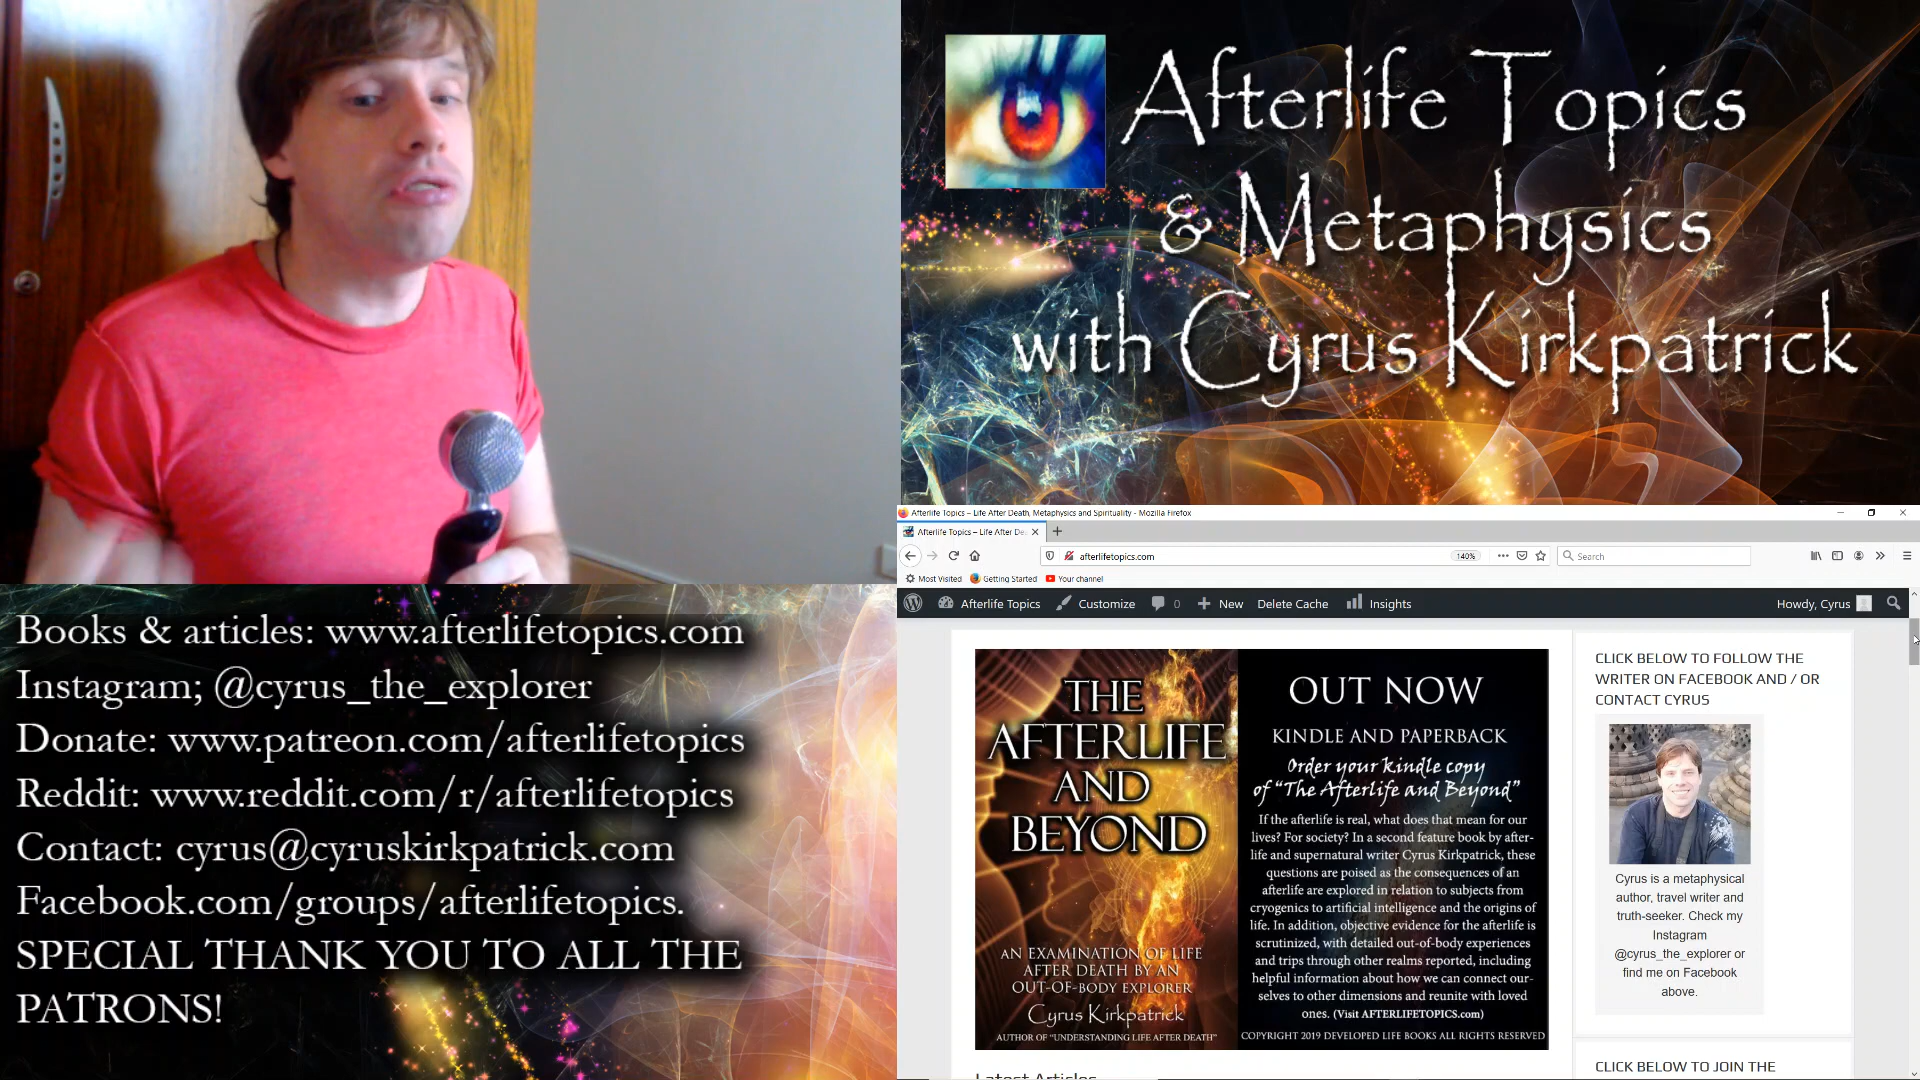 Afterlife Topics
& Metaphysics
with Cyrus Kirkpatrick
Books & articles: www.afterlifetopics.com
Instagram; @cyrus_the_explorer
Donate: www.patreon.com/afterlifetopics
Reddit: www.reddit.com/r/afterlifetopics
Contact: cyrus@cyruskirkpatrick.com
Facebook.com/groups/afterlifetopics.
SPECIAL THANK YOU TO ALL THE
PATRONS!
Afterlife Topics – Life After Death, Metaphysics and Spirituality - Mozilla Firefox
Afterlife Topics – Life After De
afterlifetopics.com
140%
Search
Most Visited
Getting Started
Your channel
Afterlife Topics
Customize
0
New
Delete Cache
Insights
Howdy, Cyrus
THE
AFTERLIFE
AND
BEYOND
AN EXAMINATION OF LIFE
AFTER DEATH BY AN
OUT-OF-BODY EXPLORER
Cyrus Kirkpatrick
AUTHOR OF "UNDERSTANDING LIFE AFTER DEATH"
OUT NOW
KINDLE AND PAPERBACK
Order your kindle copy
of "The Afterlife and Beyond"
If the afterlife is real, what does that mean for our
lives? For society? In a second feature book by after-
life and supernatural writer Cyrus Kirkpatrick, these
questions are poised as the consequences of an
afterlife are explored in relation to subjects from
cryogenics to artificial intelligence and the origins of
life. In addition, objective evidence for the afterlife is
scrutinized, with detailed out-of-body experiences
and trips through other realms reported, including
helpful information about how we can connect our-
selves to other dimensions and reunite with loved
ones. (Visit AFTERLIFETOPICS.com)
COPYRIGHT 2019 DEVELOPED LIFE BOOKS ALL RIGHTS RESERVED
Latest Articles
CLICK BELOW TO FOLLOW THE
WRITER ON FACEBOOK AND / OR
CONTACT CYRUS
Cyrus is a metaphysical
author, travel writer and
truth-seeker. Check my
Instagram
@cyrus_the_explorer or
find me on Facebook
above.
CLICK BELOW TO JOIN THE